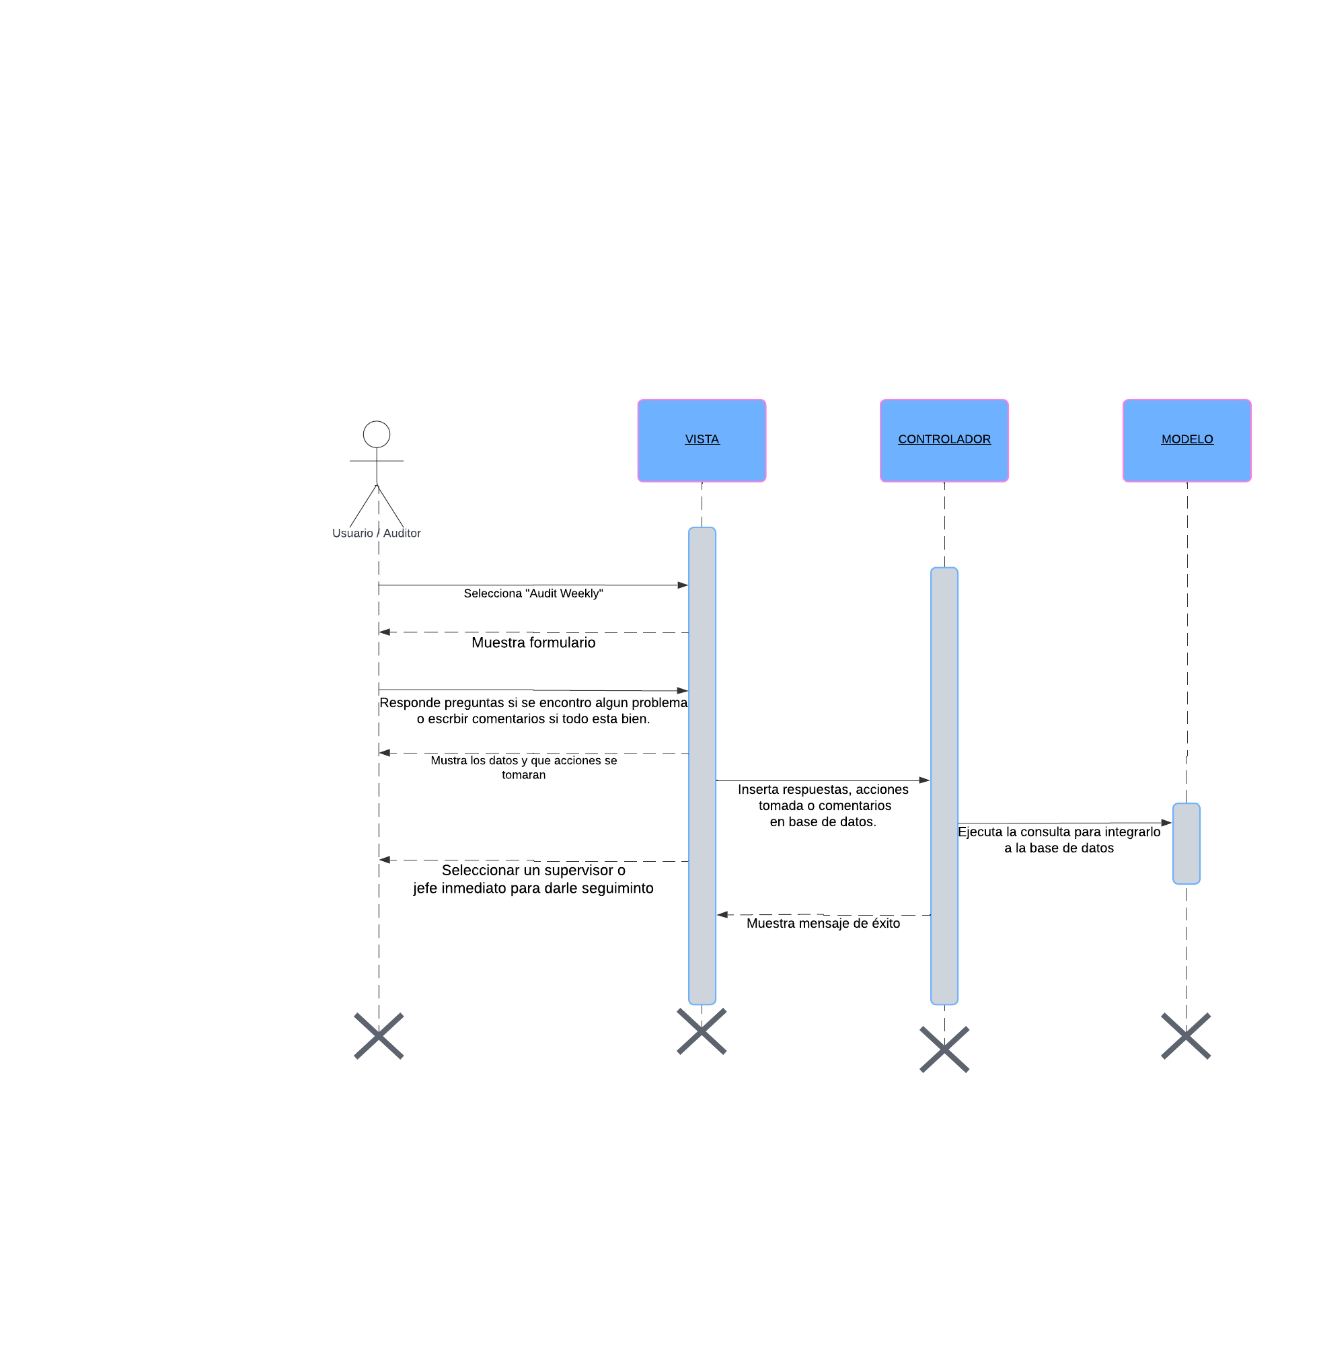 VISTA
CONTROLADOR
MODELO
Usuario / Auditor
Selecciona "Audit Weekly"
Muestra formulario
Responde preguntas si se encontro algun problema
o escrbir comentarios si todo esta bien.
Mustra los datos y que acciones se
tomaran
Inserta respuestas, acciones
tomada o comentarios
en base de datos.
Ejecuta la consulta para integrarlo
a la base de datos
Seleccionar un supervisor o
jefe inmediato para darle seguiminto
Muestra mensaje de éxito